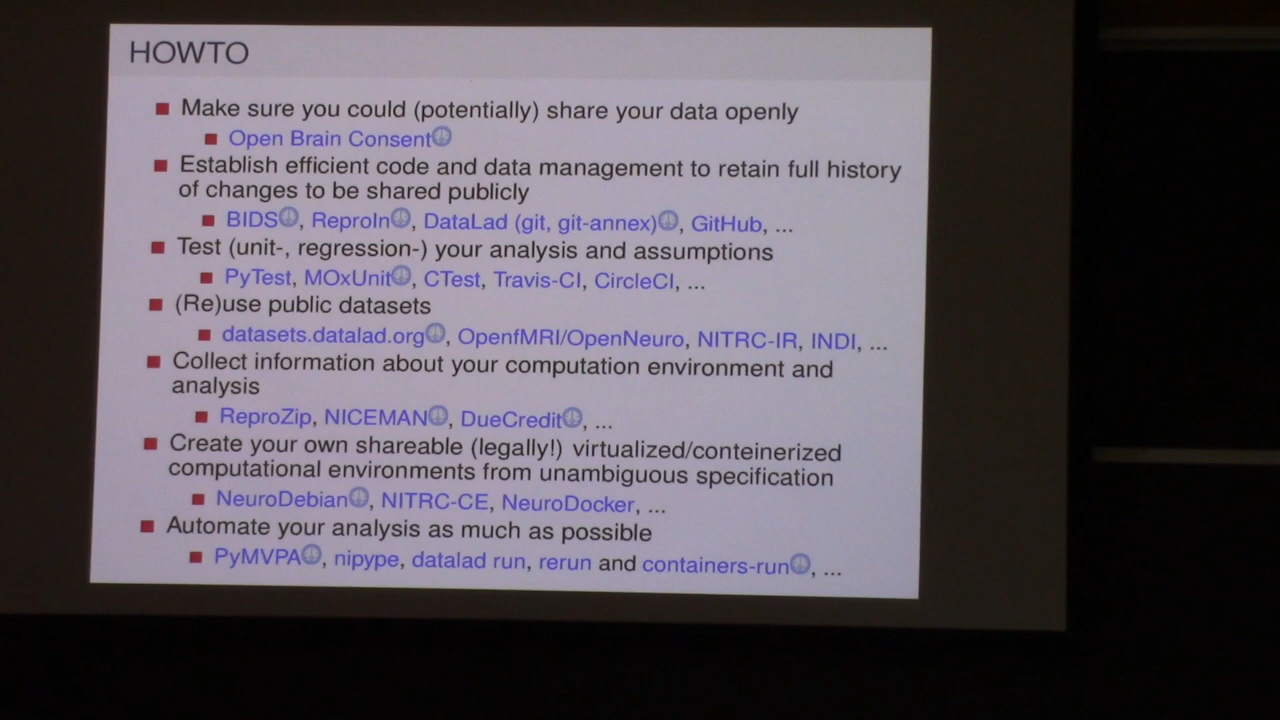 HOWTO
Make sure you could (potentially) share your data openly
Open Brain Consent
Establish efficient code and data management to retain full history
of changes to be shared publicly
BIDS, ReproIn, DataLad (git, git-annex), GitHub, ...
Test (unit-, regression-) your analysis and assumptions
PyTest, MOxUnit, CTest, Travis-CI, CircleCI, ...
(Re)use public datasets
datasets.datalad.org, OpenfMRI/OpenNeuro, NITRC-IR, INDI, ...
Collect information about your computation environment and
analysis
ReproZip, NICEMAN, DueCredit, ...
Create your own shareable (legally!) virtualized/conteinerized
computational environments from unambiguous specification
NeuroDebian, NITRC-CE, NeuroDocker, ...
Automate your analysis as much as possible
PyMVPA, nipype, datalad run, rerun and containers-run, ...